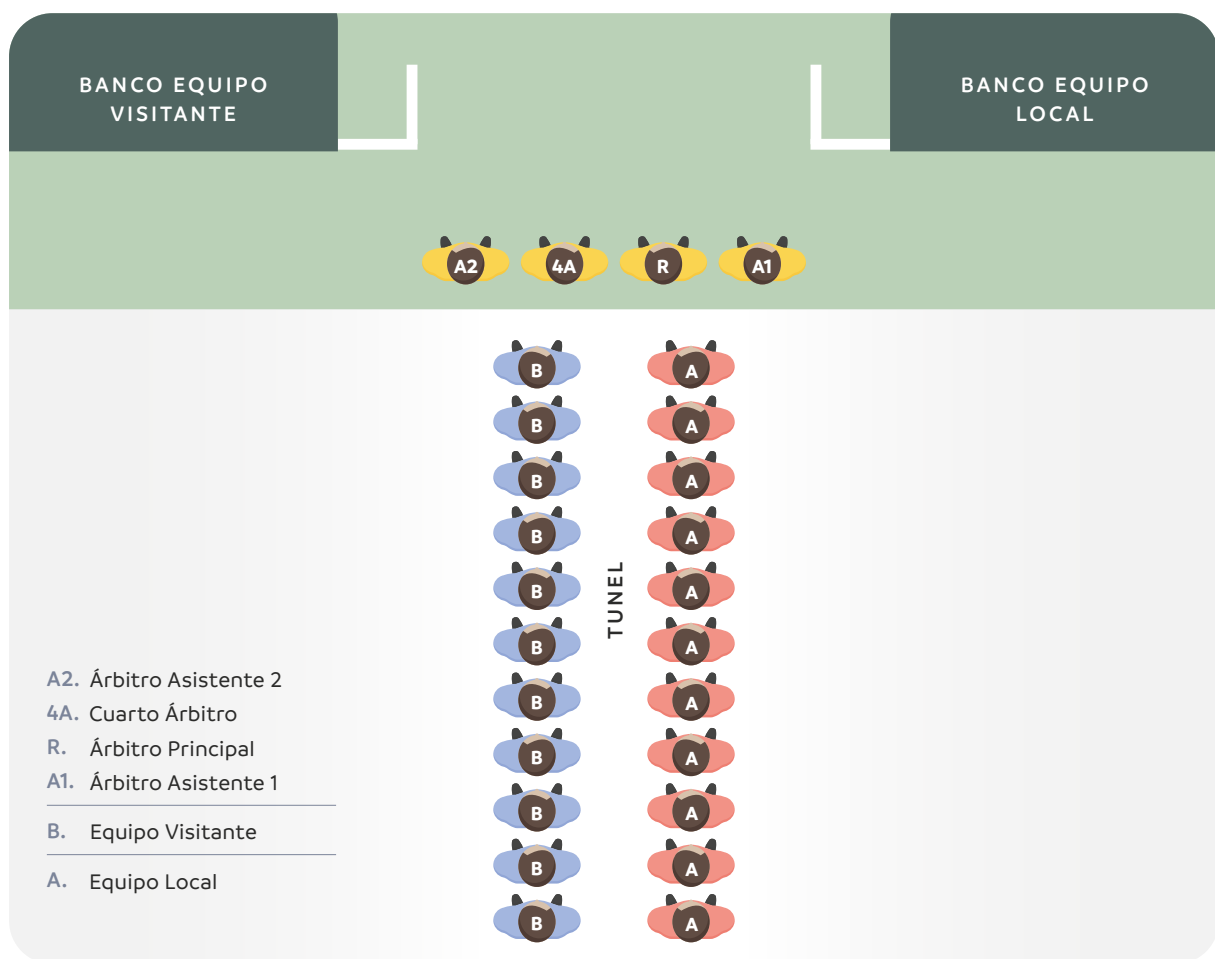 BANCO EQUIPO
VISITANTE
BANCO EQUIPO
LOCAL
A2 4A R A1
B A
B A
B A
B A
B A
B A
B A
B A
B A
B A
B A
TUNEL
A2. Árbitro Asistente 2
4A. Cuarto Árbitro
R. Árbitro Principal
A1. Árbitro Asistente 1
B. Equipo Visitante
A. Equipo Local